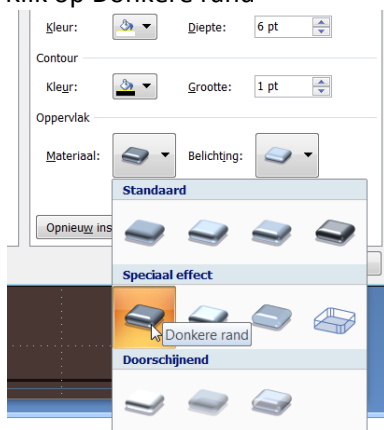 Klik op Donkere rand
Kleur: Diepte: 6 pt
Contour
Kleur: Grootte: 1 pt
Oppervlak
Materiaal: Belichting:
Standaard
Opnieuw ins
Speciaal effect
Donkere rand
Doorschijnend